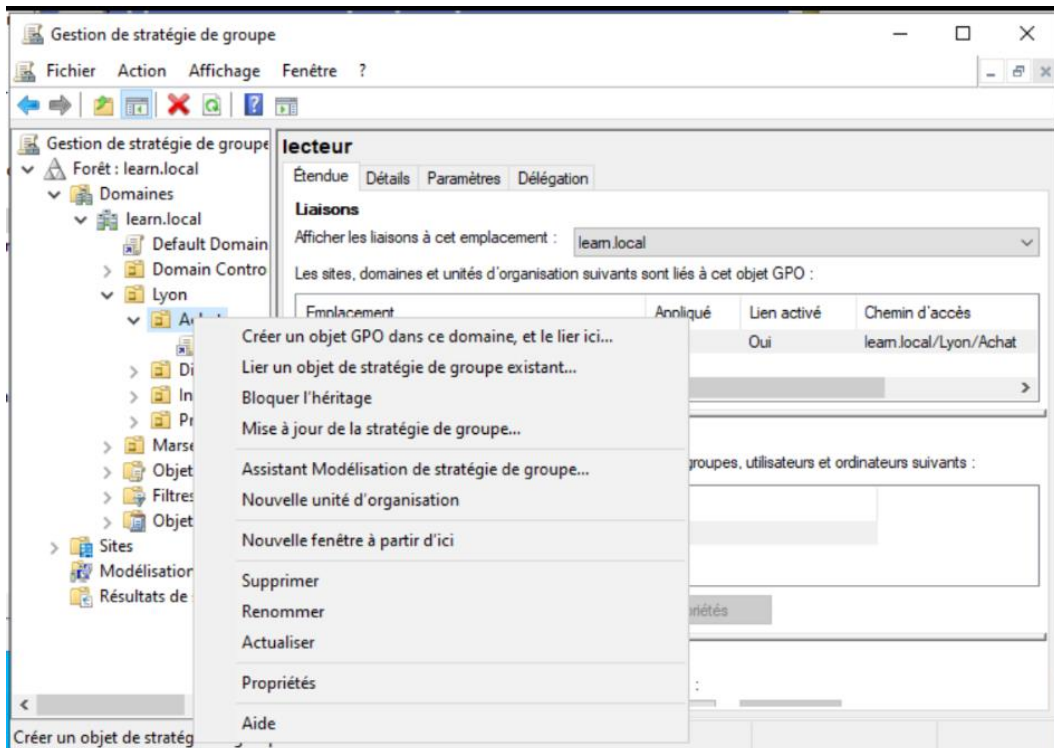 Gestion de stratégie de groupe
Fichier Action Affichage Fenêtre ?
Gestion de stratégie de groupe
Forêt : learn.local
Domaines
learn.local
Default Domain
Domain Contro
Lyon
Di
In
Pr
Marse
Objet
Filtres
Objet
Sites
Modélisation
Résultats de
lecteur
Étendue Détails Paramètres Délégation
Liaisons
Afficher les liaisons à cet emplacement : learn.local
Les sites, domaines et unités d'organisation suivants sont liés à cet objet GPO :
Emplacement Appliqué Lien activé Chemin d'accès
Oui learn.local/Lyon/Achat
groupes, utilisateurs et ordinateurs suivants :
riétés
:
Créer un objet GPO dans ce domaine, et le lier ici...
Lier un objet de stratégie de groupe existant...
Bloquer l'héritage
Mise à jour de la stratégie de groupe...
Assistant Modélisation de stratégie de groupe...
Nouvelle unité d'organisation
Nouvelle fenêtre à partir d'ici
Supprimer
Renommer
Actualiser
Propriétés
Aide
Créer un objet de stratég